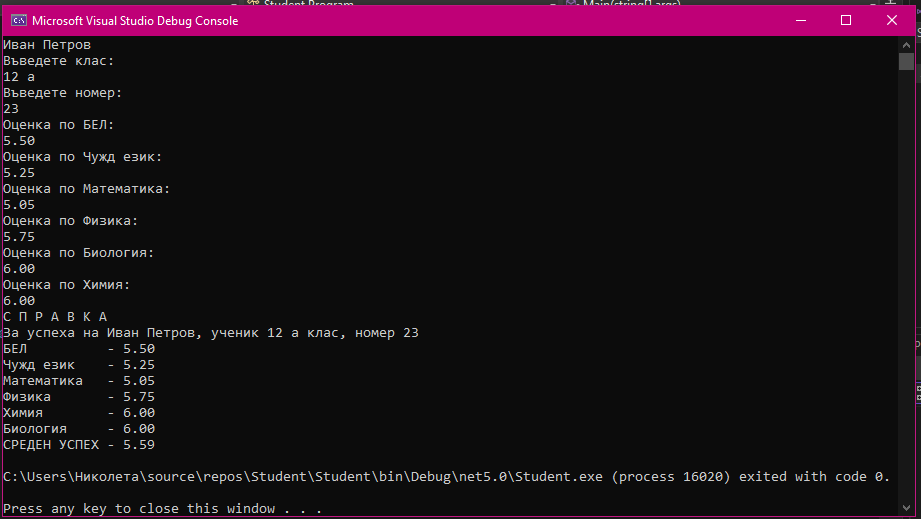 Student.Program
Main(string[] args)
Microsoft Visual Studio Debug Console
Иван Петров
Въведете клас:
12 а
Въведете номер:
23
Оценка по БЕЛ:
5.50
Оценка по Чужд език:
5.25
Оценка по Математика:
5.05
Оценка по Физика:
5.75
Оценка по Биология:
6.00
Оценка по Химия:
6.00
С П Р А В К А
За успеха на Иван Петров, ученик 12 а клас, номер 23
БЕЛ - 5.50
Чужд език - 5.25
Математика - 5.05
Физика - 5.75
Химия - 6.00
Биология - 6.00
СРЕДЕН УСПЕХ - 5.59
C:\Users\Николета\source\repos\Student\Student\bin\Debug\net5.0\Student.exe (process 16020) exited with code 0.
Press any key to close this window . . .